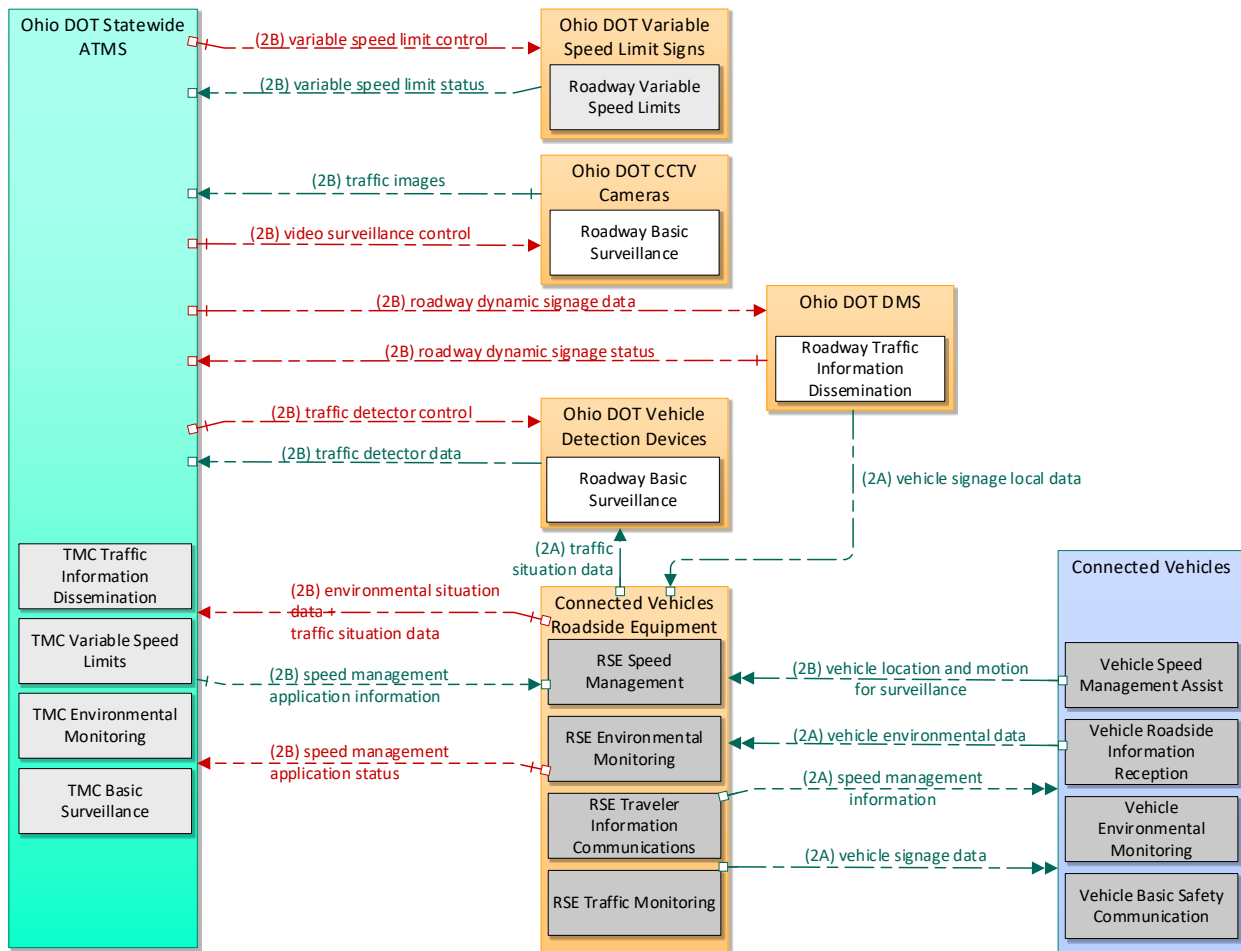 Ohio DOT Statewide
ATMS
(2B) variable speed limit control
(2B) variable speed limit status
Ohio DOT Variable
Speed Limit Signs
Roadway Variable
Speed Limits
(2B) traffic images
(2B) video surveillance control
Ohio DOT CCTV
Cameras
Roadway Basic
Surveillance
(2B) roadway dynamic signage data
(2B) roadway dynamic signage status
Ohio DOT DMS
Roadway Traffic
Information
Dissemination
(2B) traffic detector control
(2B) traffic detector data
Ohio DOT Vehicle
Detection Devices
Roadway Basic
Surveillance
(2A) vehicle signage local data
(2A) traffic
situation data
TMC Traffic
Information
Dissemination
TMC Variable Speed
Limits
TMC Environmental
Monitoring
TMC Basic
Surveillance
(2B) environmental situation
data +
traffic situation data
(2B) speed management
application information
(2B) speed management
application status
Connected Vehicles
Roadside Equipment
RSE Speed
Management
RSE Environmental
Monitoring
RSE Traveler
Information
Communications
RSE Traffic Monitoring
(2B) vehicle location and motion
for surveillance
(2A) vehicle environmental data
(2A) speed management
information
(2A) vehicle signage data
Connected Vehicles
Vehicle Speed
Management Assist
Vehicle Roadside
Information
Reception
Vehicle
Environmental
Monitoring
Vehicle Basic Safety
Communication